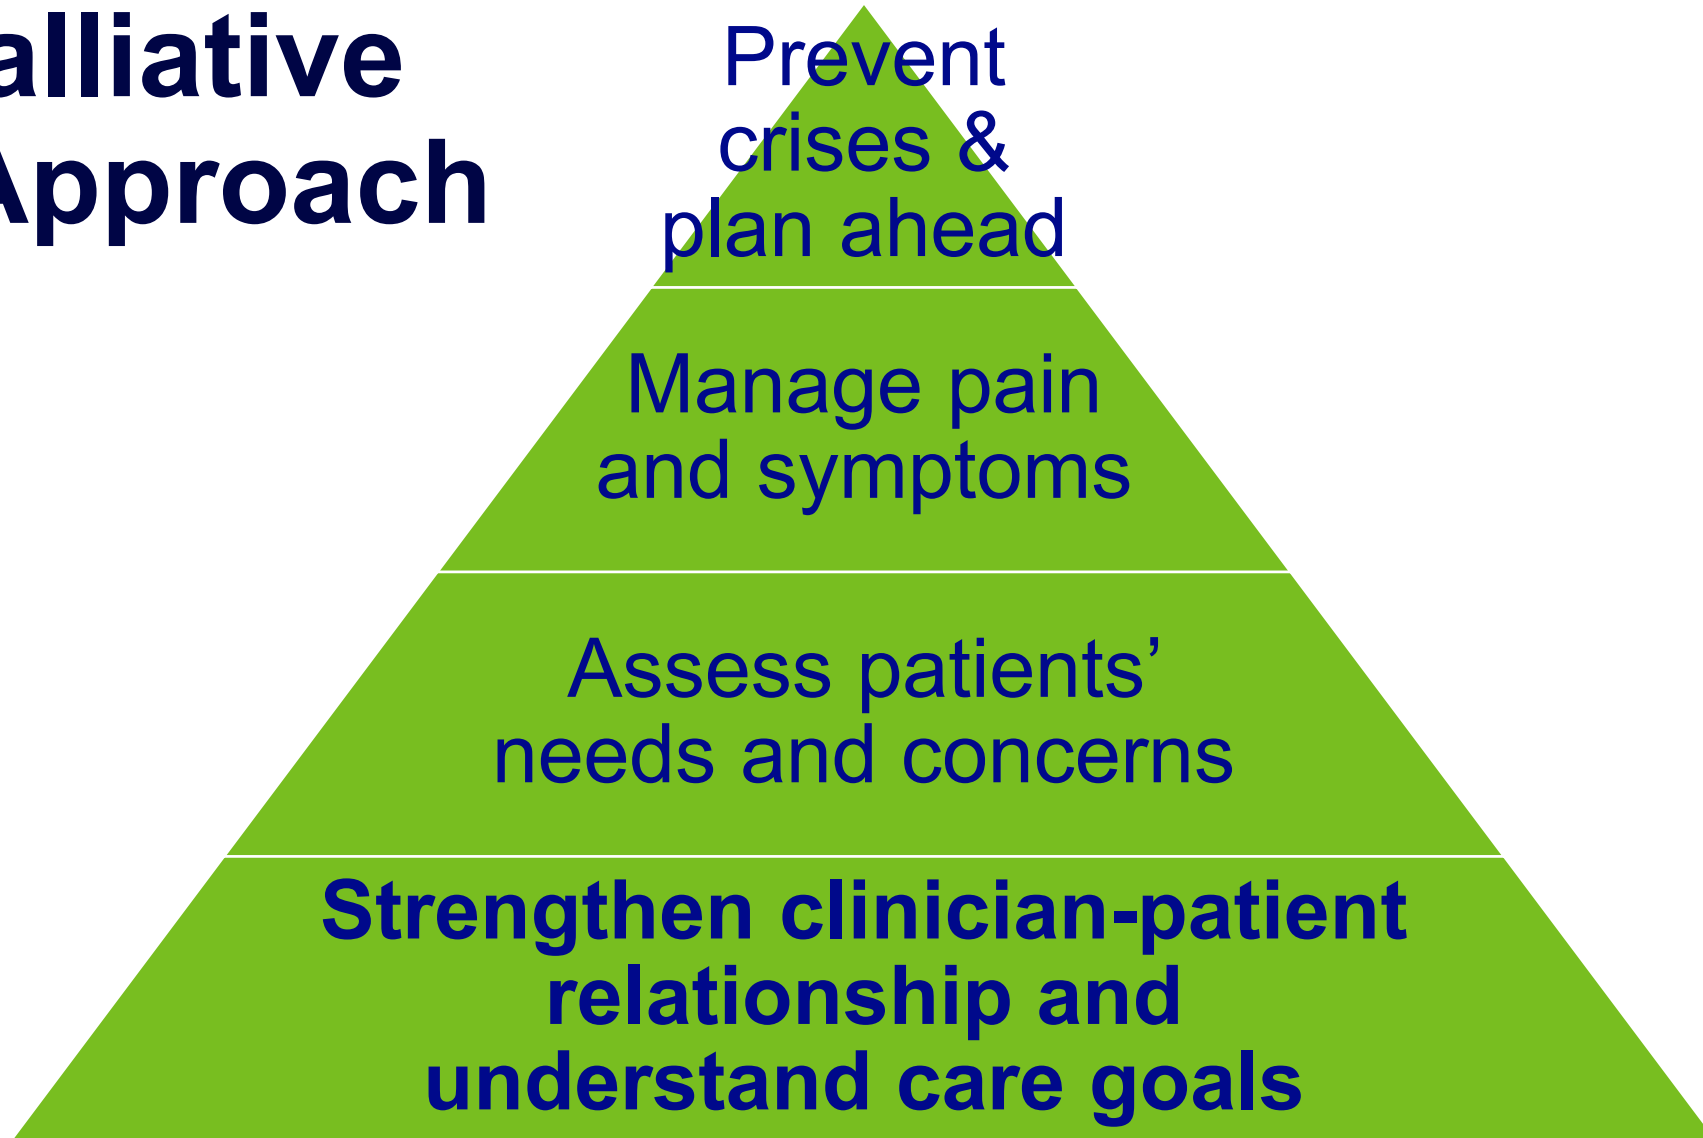 alliative
Approach
Prevent
crises &
plan ahead
Manage pain
and symptoms
Assess patients’
needs and concerns
Strengthen clinician-patient
relationship and
understand care goals